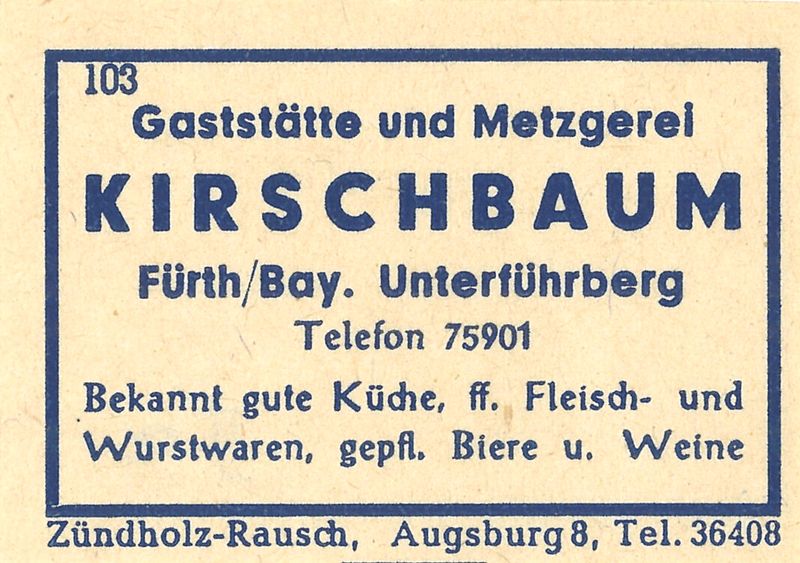 103
Gaststätte und Metzgerei
KIRSCHBAUM
Fürth/Bay. Unterführberg
Telefon 75901
Bekannt gute Küche, ff. Fleisch- und
Wurstwaren, gepfl. Biere u. Weine
Zündholz-Rausch, Augsburg 8, Tel. 36408